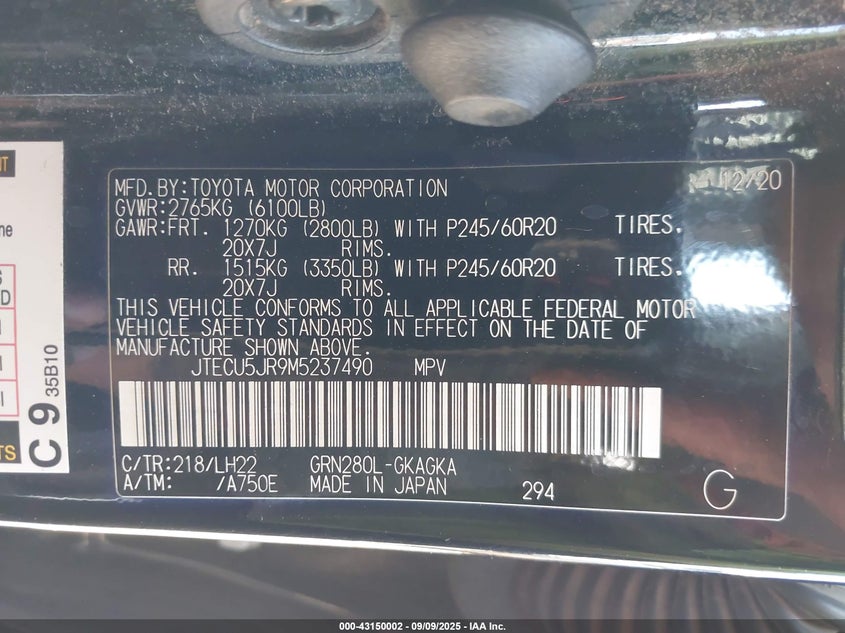 MFD.BY:TOYOTA MOTOR CORPORATION 12/20
GVWR:2765KG (6100LB)
GAWR:FRT. 1270KG (2800LB) WITH P245/60R20 TIRES.
20X7J RIMS.
RR. 1515KG (3350LB) WITH P245/60R20 TIRES.
20X7J RIMS.
THIS VEHICLE CONFORMS TO ALL APPLICABLE FEDERAL MOTOR
VEHICLE SAFETY STANDARDS IN EFFECT ON THE DATE OF
MANUFACTURE SHOWN ABOVE.
JTECU5JR9M5237490 MPV
C/TR:218/LH22 GRN280L-GKAGKA
A/TM: /A750E MADE IN JAPAN 294 G
C 9 35B10
000-43150002 - 09/09/2025 - IAA Inc.